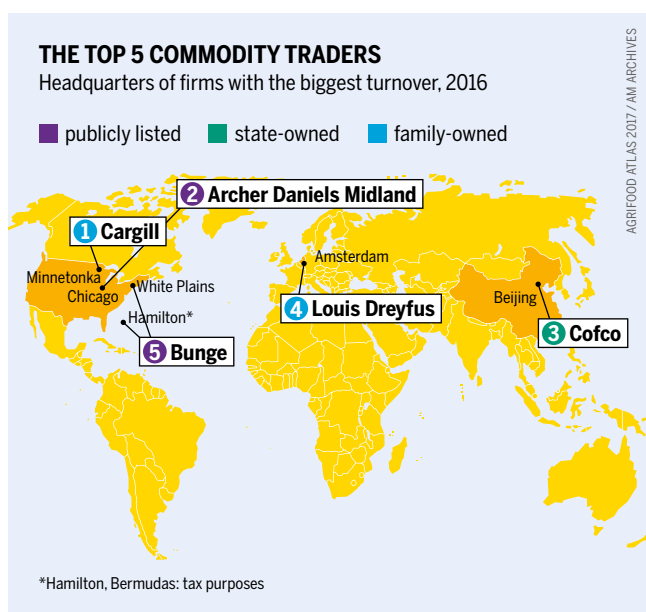 THE TOP 5 COMMODITY TRADERS
Headquarters of firms with the biggest turnover, 2016
publicly listed
state-owned
family-owned
2 Archer Daniels Midland
1 Cargill
Minnetonka
Chicago
White Plains
Hamilton*
5 Bunge
Amsterdam
4 Louis Dreyfus
Beijing
3 Cofco
*Hamilton, Bermudas: tax purposes
AGRIFOOD ATLAS 2017 / AM ARCHIVES